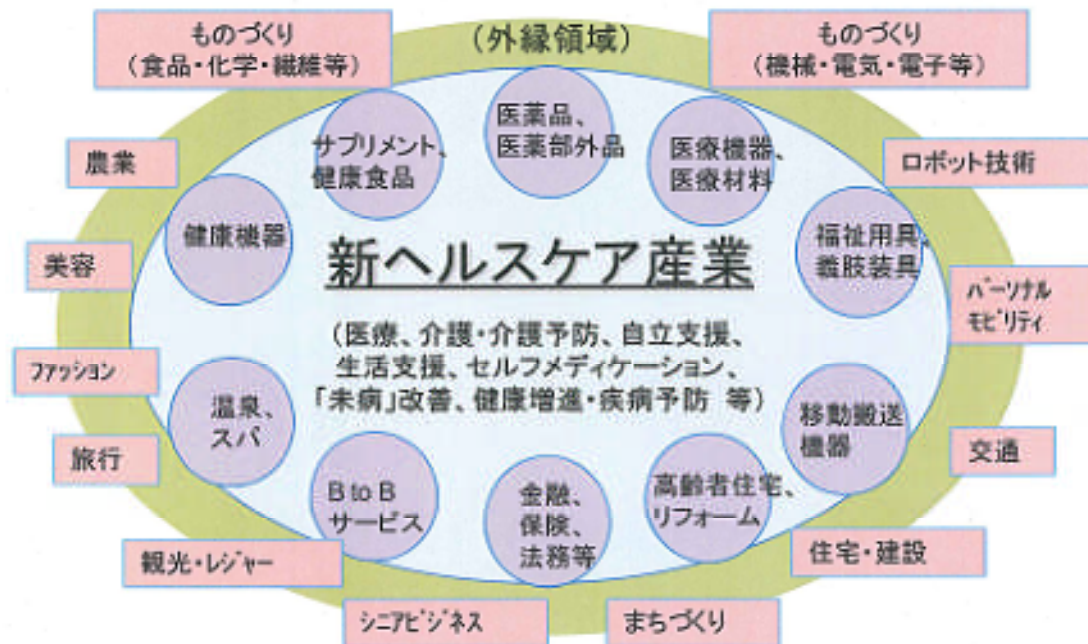 ものづくり
(食品・化学・繊維等)
(外縁領域)
ものづくり
(機械・電気・電子等)
医薬品、
医薬部外品
サプリメント、
健康食品
医療機器、
医療材料
農業
ロボット技術
健康機器
福祉用具、
義肢装具
新ヘルスケア産業
美容
パーソナル
モビリティ
(医療、介護・介護予防、自立支援、
生活支援、セルフメディケーション、
「未病」改善、健康増進・疾病予防 等)
ファッション
温泉、
スパ
移動搬送
機器
旅行
交通
B to B
サービス
金融、
保険、
法務等
高齢者住宅、
リフォーム
観光・レジャー
住宅・建設
シニアビジネス
まちづくり